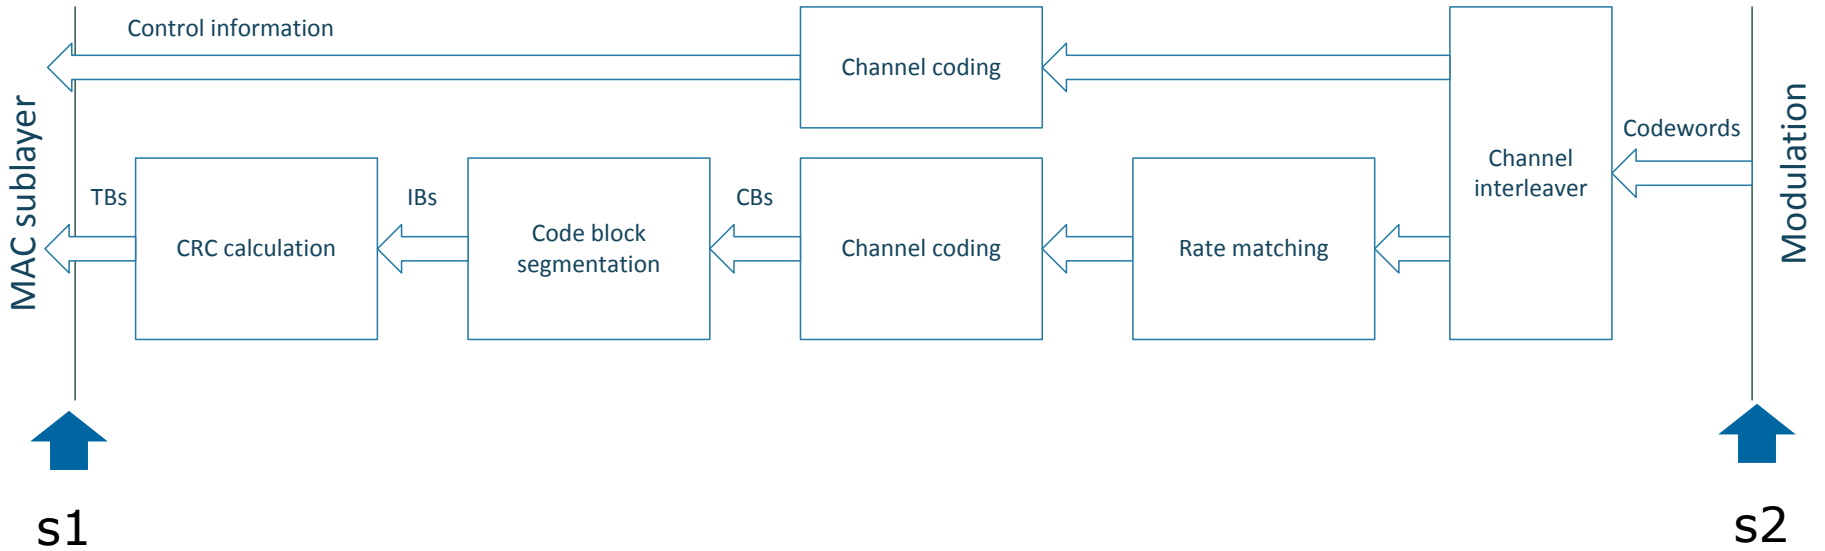 Control information
Channel coding
MAC sublayer
Modulation
Codewords
Channel
interleaver
TBs
IBs
CBs
CRC calculation
Code block
segmentation
Channel coding
Rate matching
s1
s2